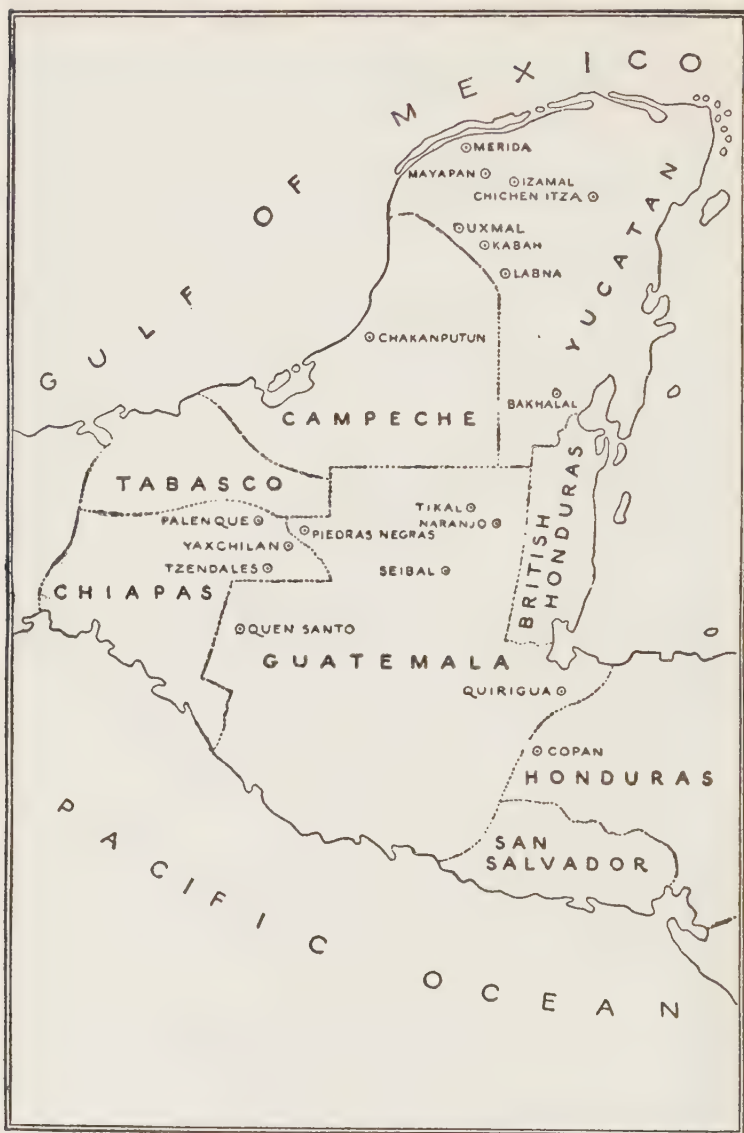 GULF OF MEXICO
MERIDA
MAYAPAN
IZAMAL
CHICHEN ITZA
UXMAL
KABAH
LABNA
YUCATAN
CHAKANPUTUN
BAKHALAL
CAMPECHE
TABASCO
TIKAL
NARANJO
PALENQUE
PIEDRAS NEGRAS
YAXCHILAN
TZENDALES
SEIBAL
BRITISH
HONDURAS
CHIAPAS
QUEN SANTO
GUATEMALA
QUIRIGUA
COPAN
HONDURAS
SAN
SALVADOR
PACIFIC OCEAN